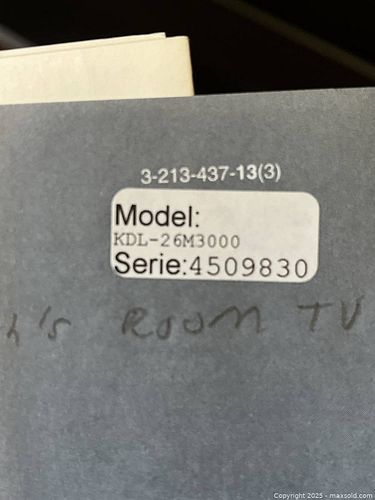 3-213-437-13(3)
Model:
KDL-26M3000
Serie:4509830
ROOM TV
Copyright 2025 - maxsold.com